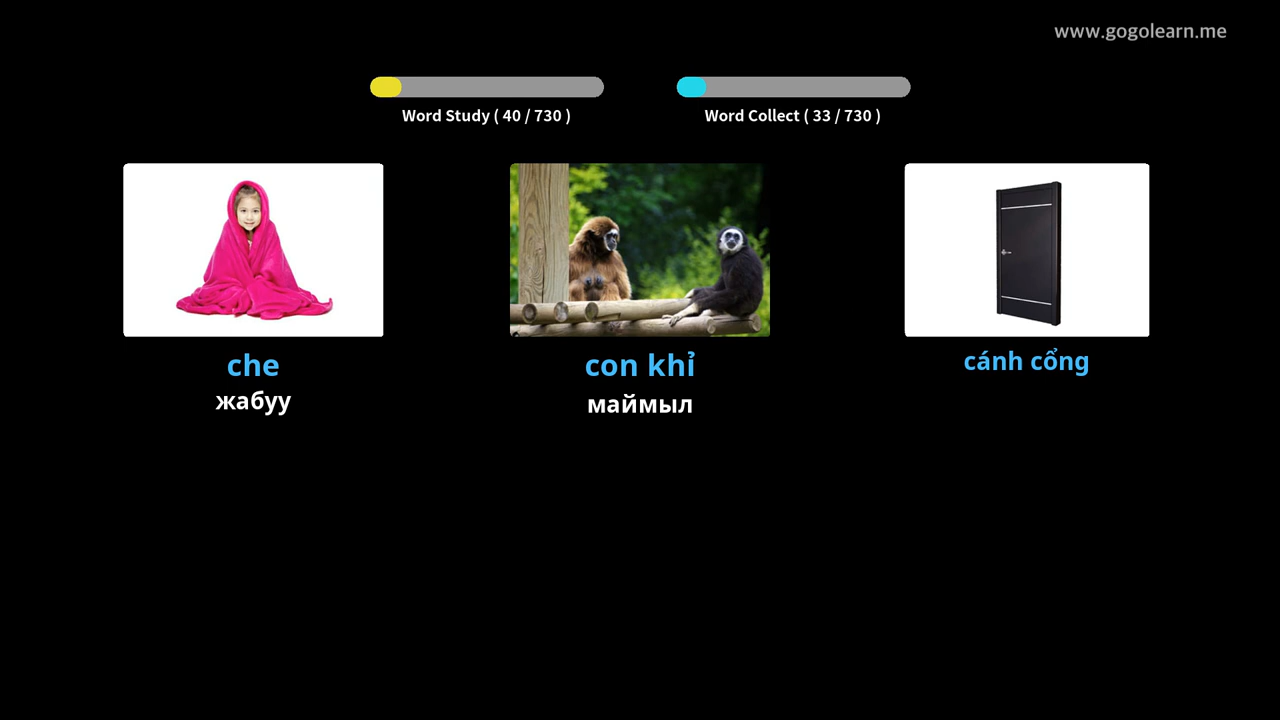 www.gogolearn.me
Word Study ( 40 / 730 )
Word Collect ( 33 / 730 )
che
жабуу
con khỉ
маймыл
cánh cổng